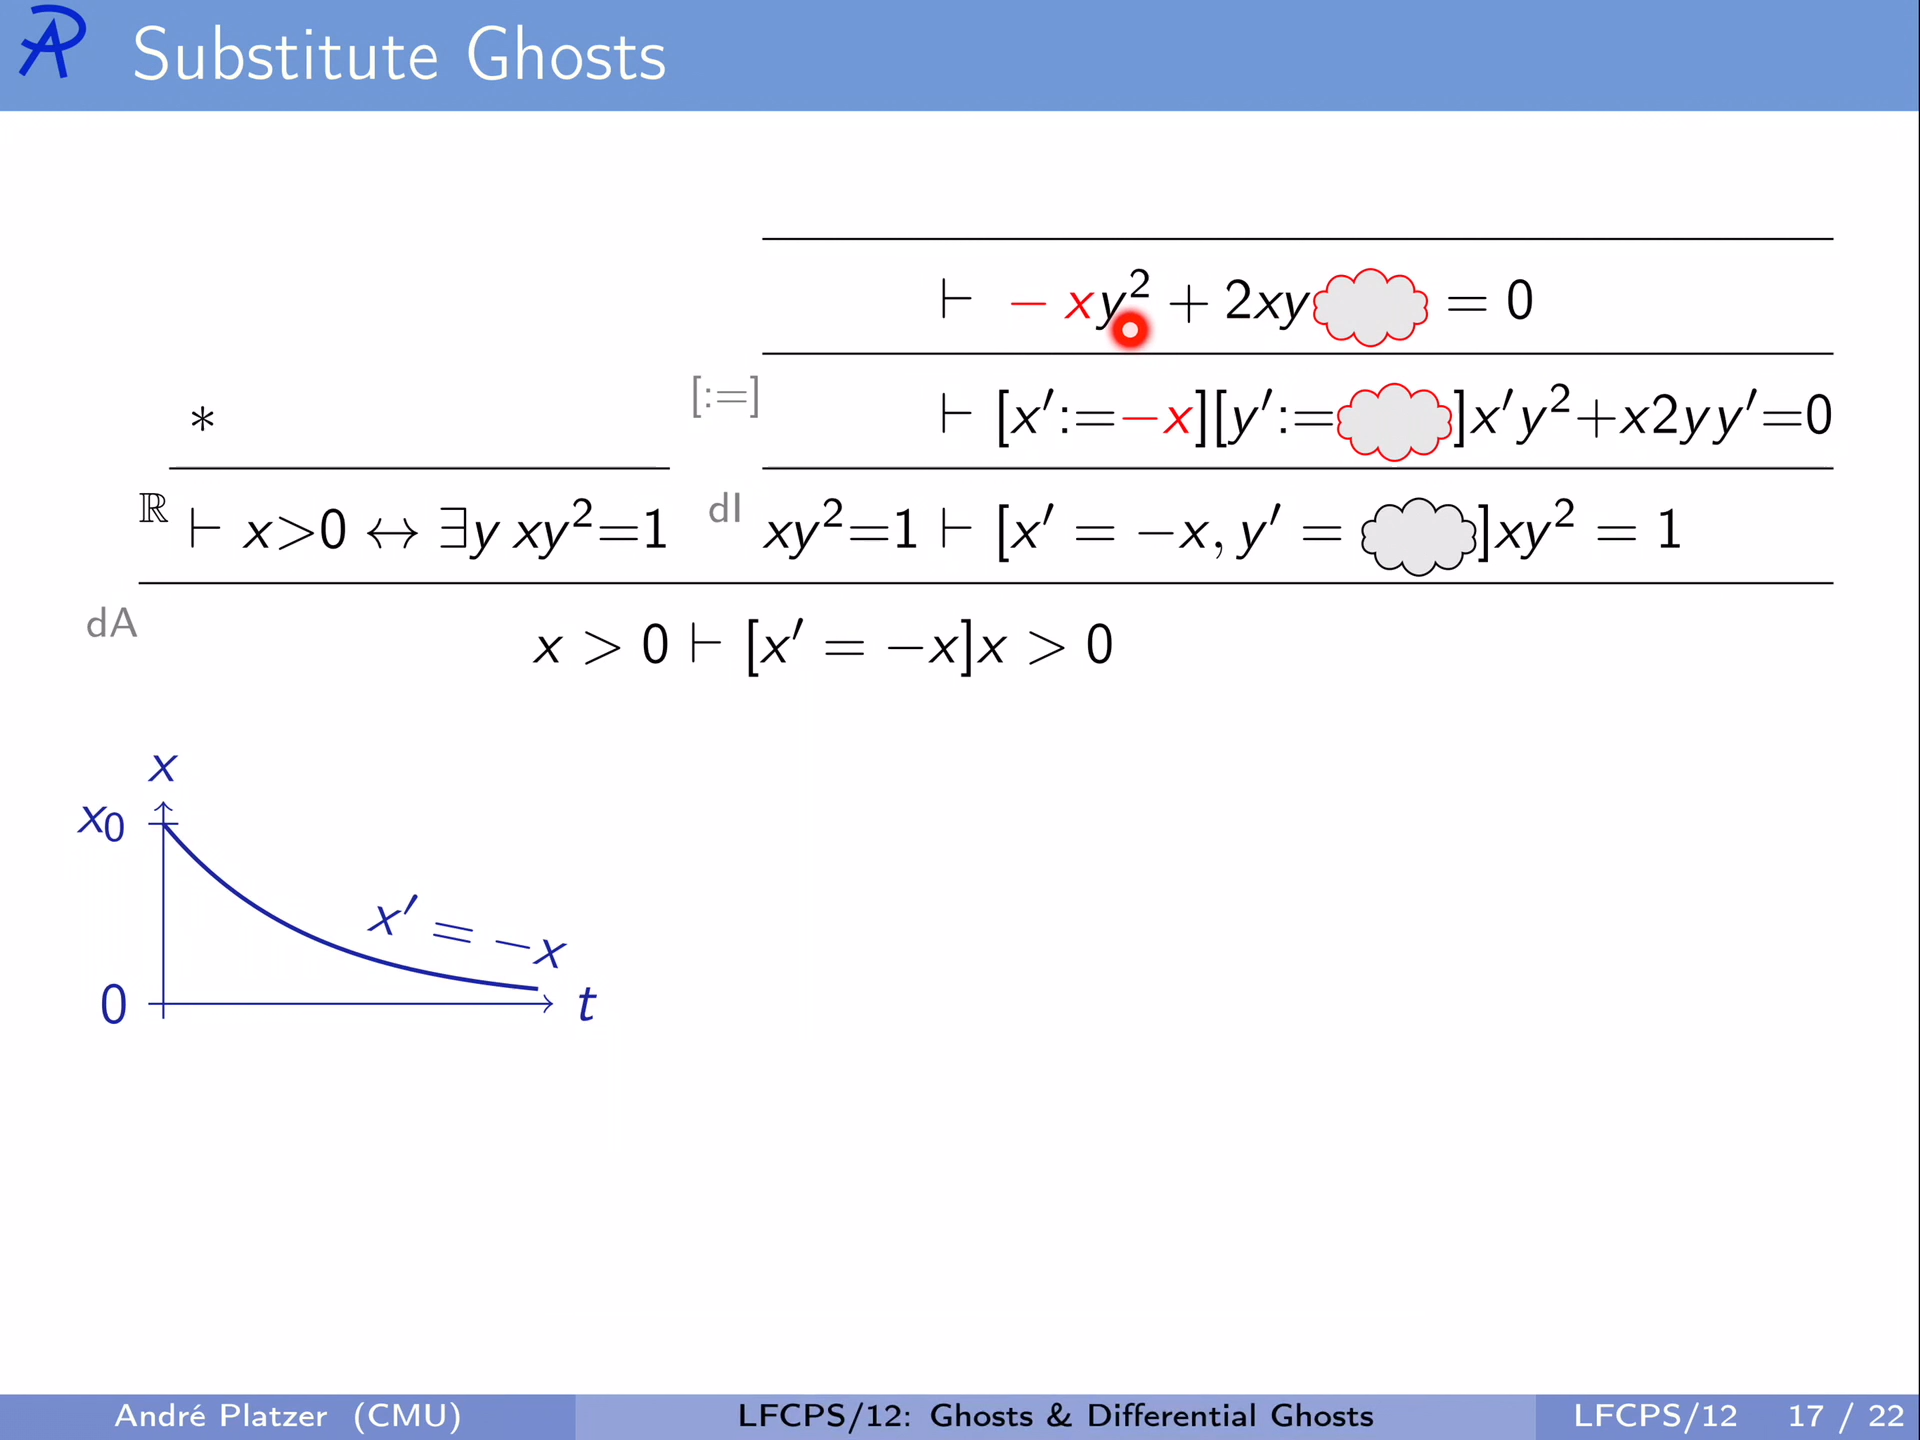 Substitute Ghosts
⊢ −xy² + 2xy = 0
[:=] ⊢ [x′:=−x][y′:= ]x′y²+x2yy′=0
*
ℝ ⊢ x>0 ↔ ∃y xy²=1 dI xy²=1 ⊢ [x′ = −x, y′ = ]xy² = 1
dA x > 0 ⊢ [x′ = −x]x > 0
x
x₀
x′ = −x
0
t
André Platzer (CMU)
LFCPS/12: Ghosts & Differential Ghosts
LFCPS/12 17 / 22